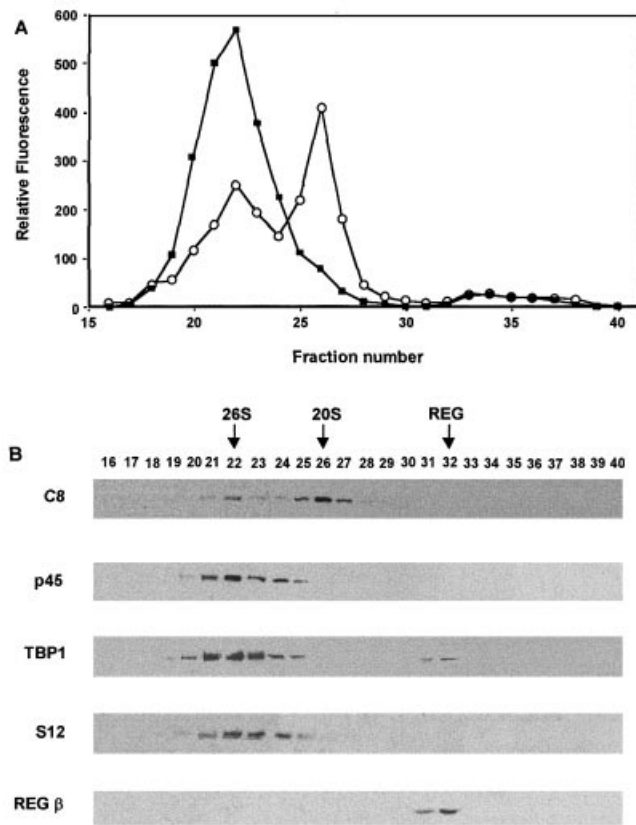 A
Relative Fluorescence
600
500
400
300
200
100
0
15 20 25 30 35 40
Fraction number
26S 20S REG
B
16 17 18 19 20 21 22 23 24 25 26 27 28 29 30 31 32 33 34 35 36 37 38 39 40
C8
p45
TBP1
S12
REG β